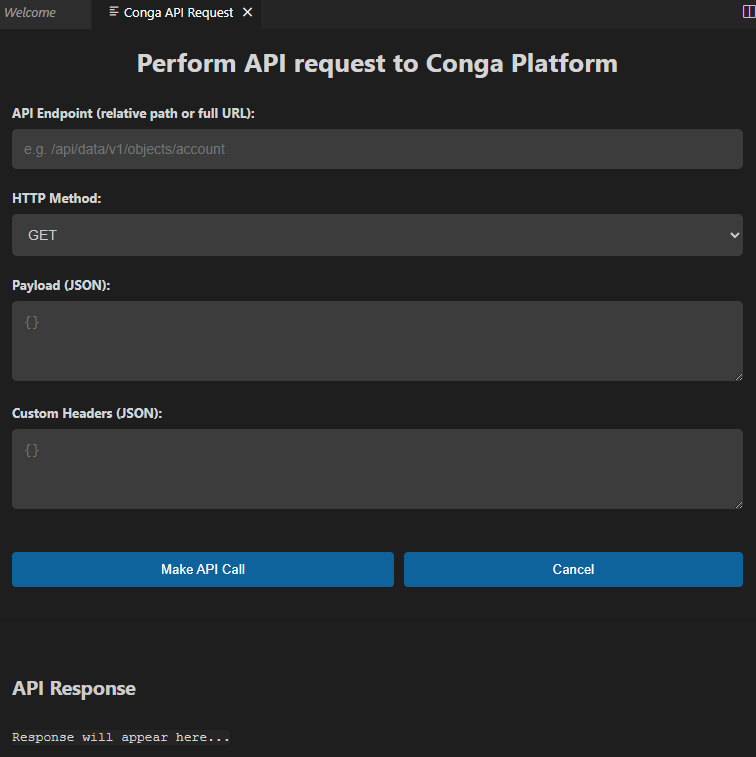 Welcome
Conga API Request
Perform API request to Conga Platform
API Endpoint (relative path or full URL):
e.g. /api/data/v1/objects/account
HTTP Method:
GET
Payload (JSON):
{}
Custom Headers (JSON):
{}
Make API Call
Cancel
API Response
Response will appear here...